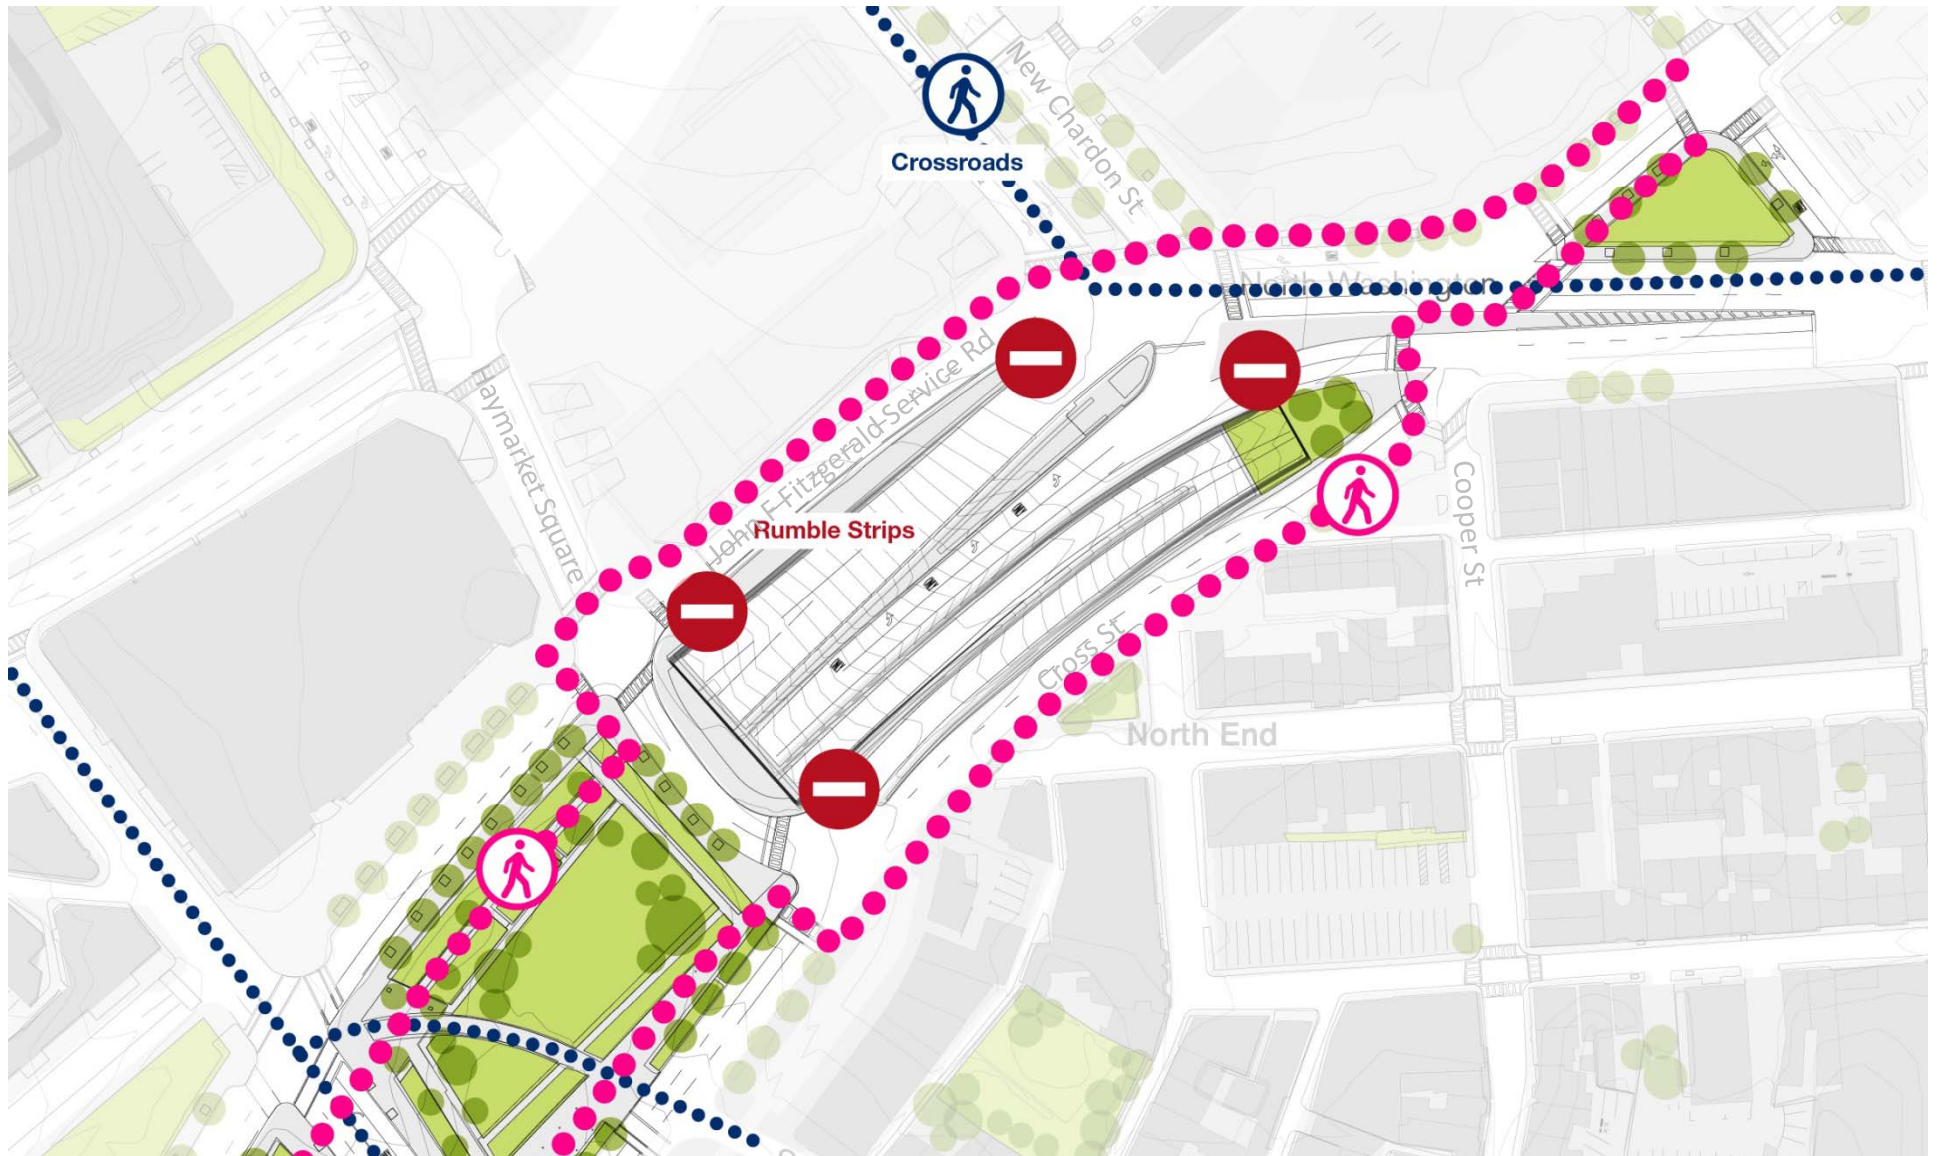 New Chardon St
Crossroads
North Washington
John F Fitzgerald Service Rd
aymarket Square
Rumble Strips
Cooper St
Cross St
North End